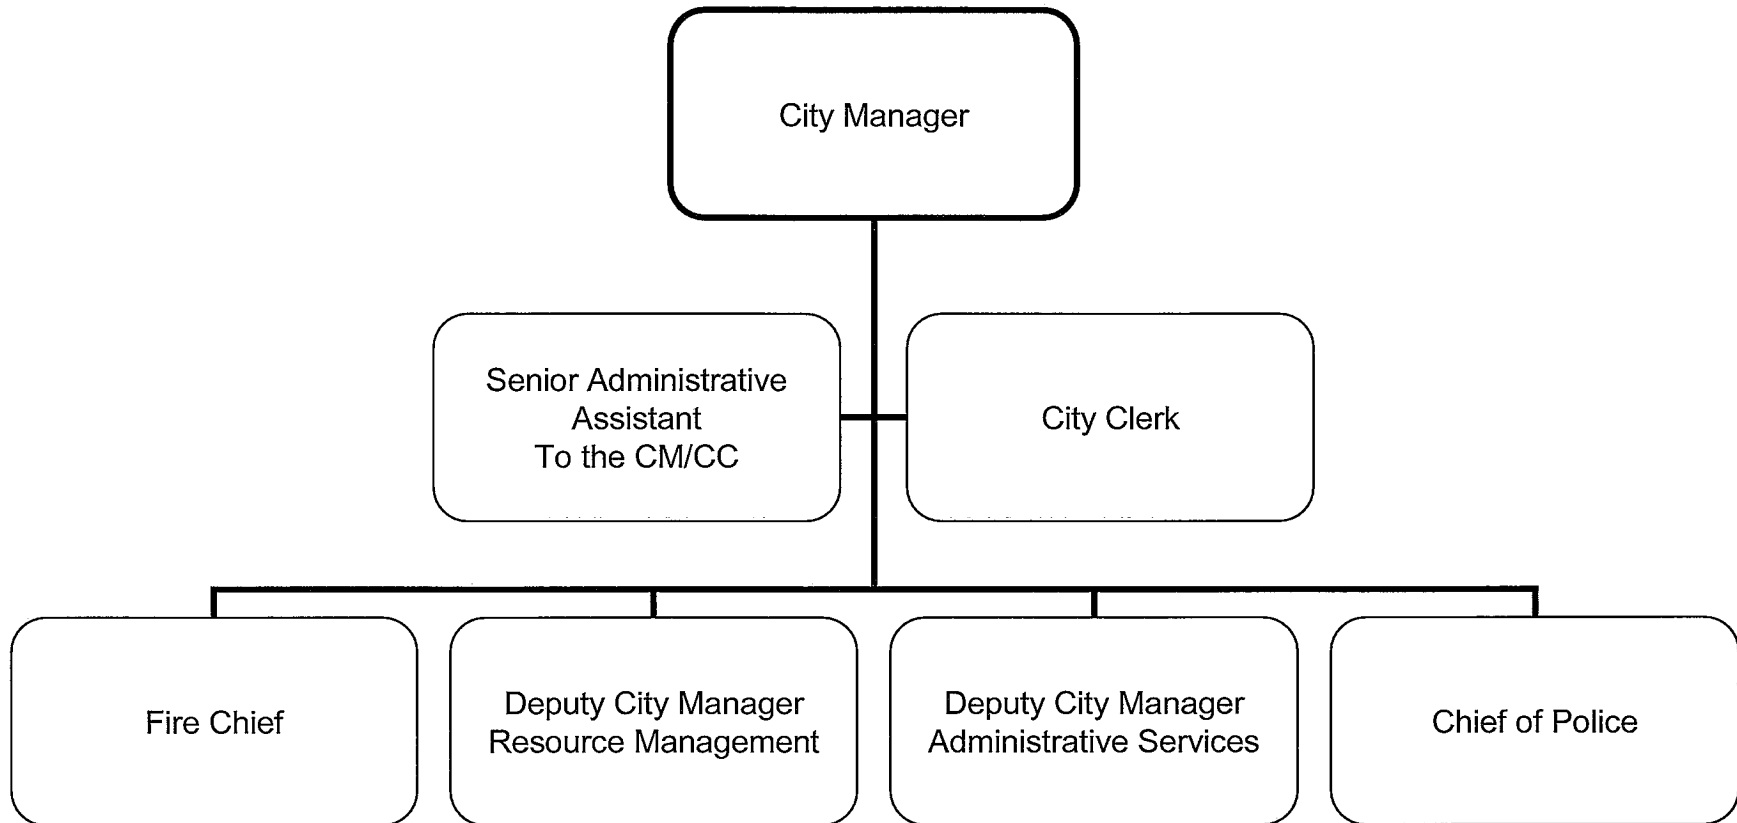 City Manager
Senior Administrative
Assistant
To the CM/CC
City Clerk
Fire Chief
Deputy City Manager
Resource Management
Deputy City Manager
Administrative Services
Chief of Police